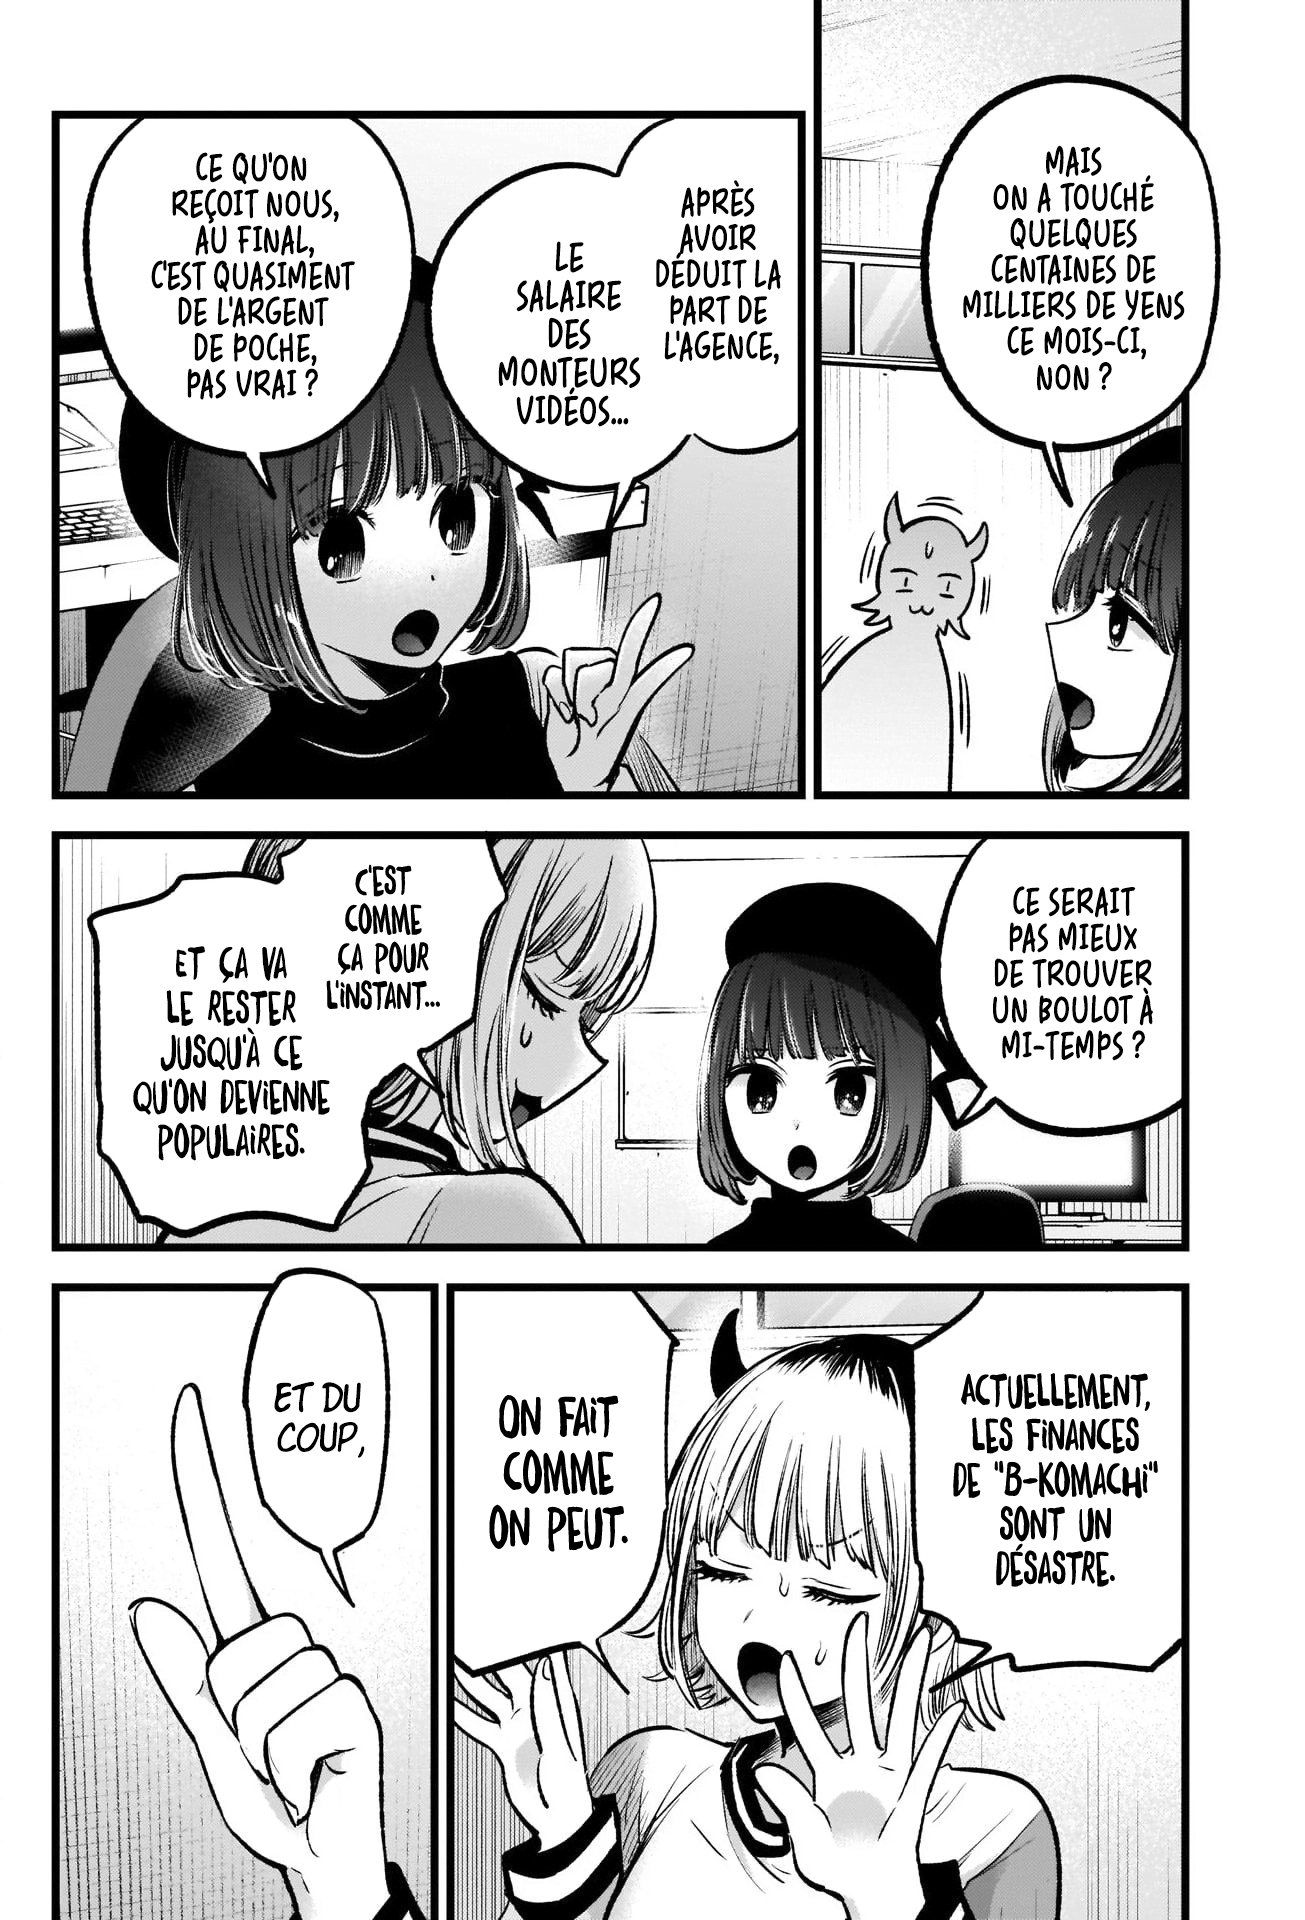 MAIS
ON A TOUCHÉ
QUELQUES
CENTAINES DE
MILLIERS DE YENS
CE MOIS-CI,
NON ?
APRÈS
AVOIR
DÉDUIT LA
PART DE
L'AGENCE,
LE
SALAIRE
DES
MONTEURS
VIDÉOS...
CE QU'ON
REÇOIT NOUS,
AU FINAL,
C'EST QUASIMENT
DE L'ARGENT
DE POCHE,
PAS VRAI ?
CE SERAIT
PAS MIEUX
DE TROUVER
UN BOULOT À
MI-TEMPS ?
C'EST
COMME
ÇA POUR
L'INSTANT...
ET ÇA VA
LE RESTER
JUSQU'À CE
QU'ON DEVIENNE
POPULAIRES.
ACTUELLEMENT,
LES FINANCES
DE "B-KOMACHI"
SONT UN
DÉSASTRE.
ON FAIT
COMME
ON PEUT.
ET DU
COUP,